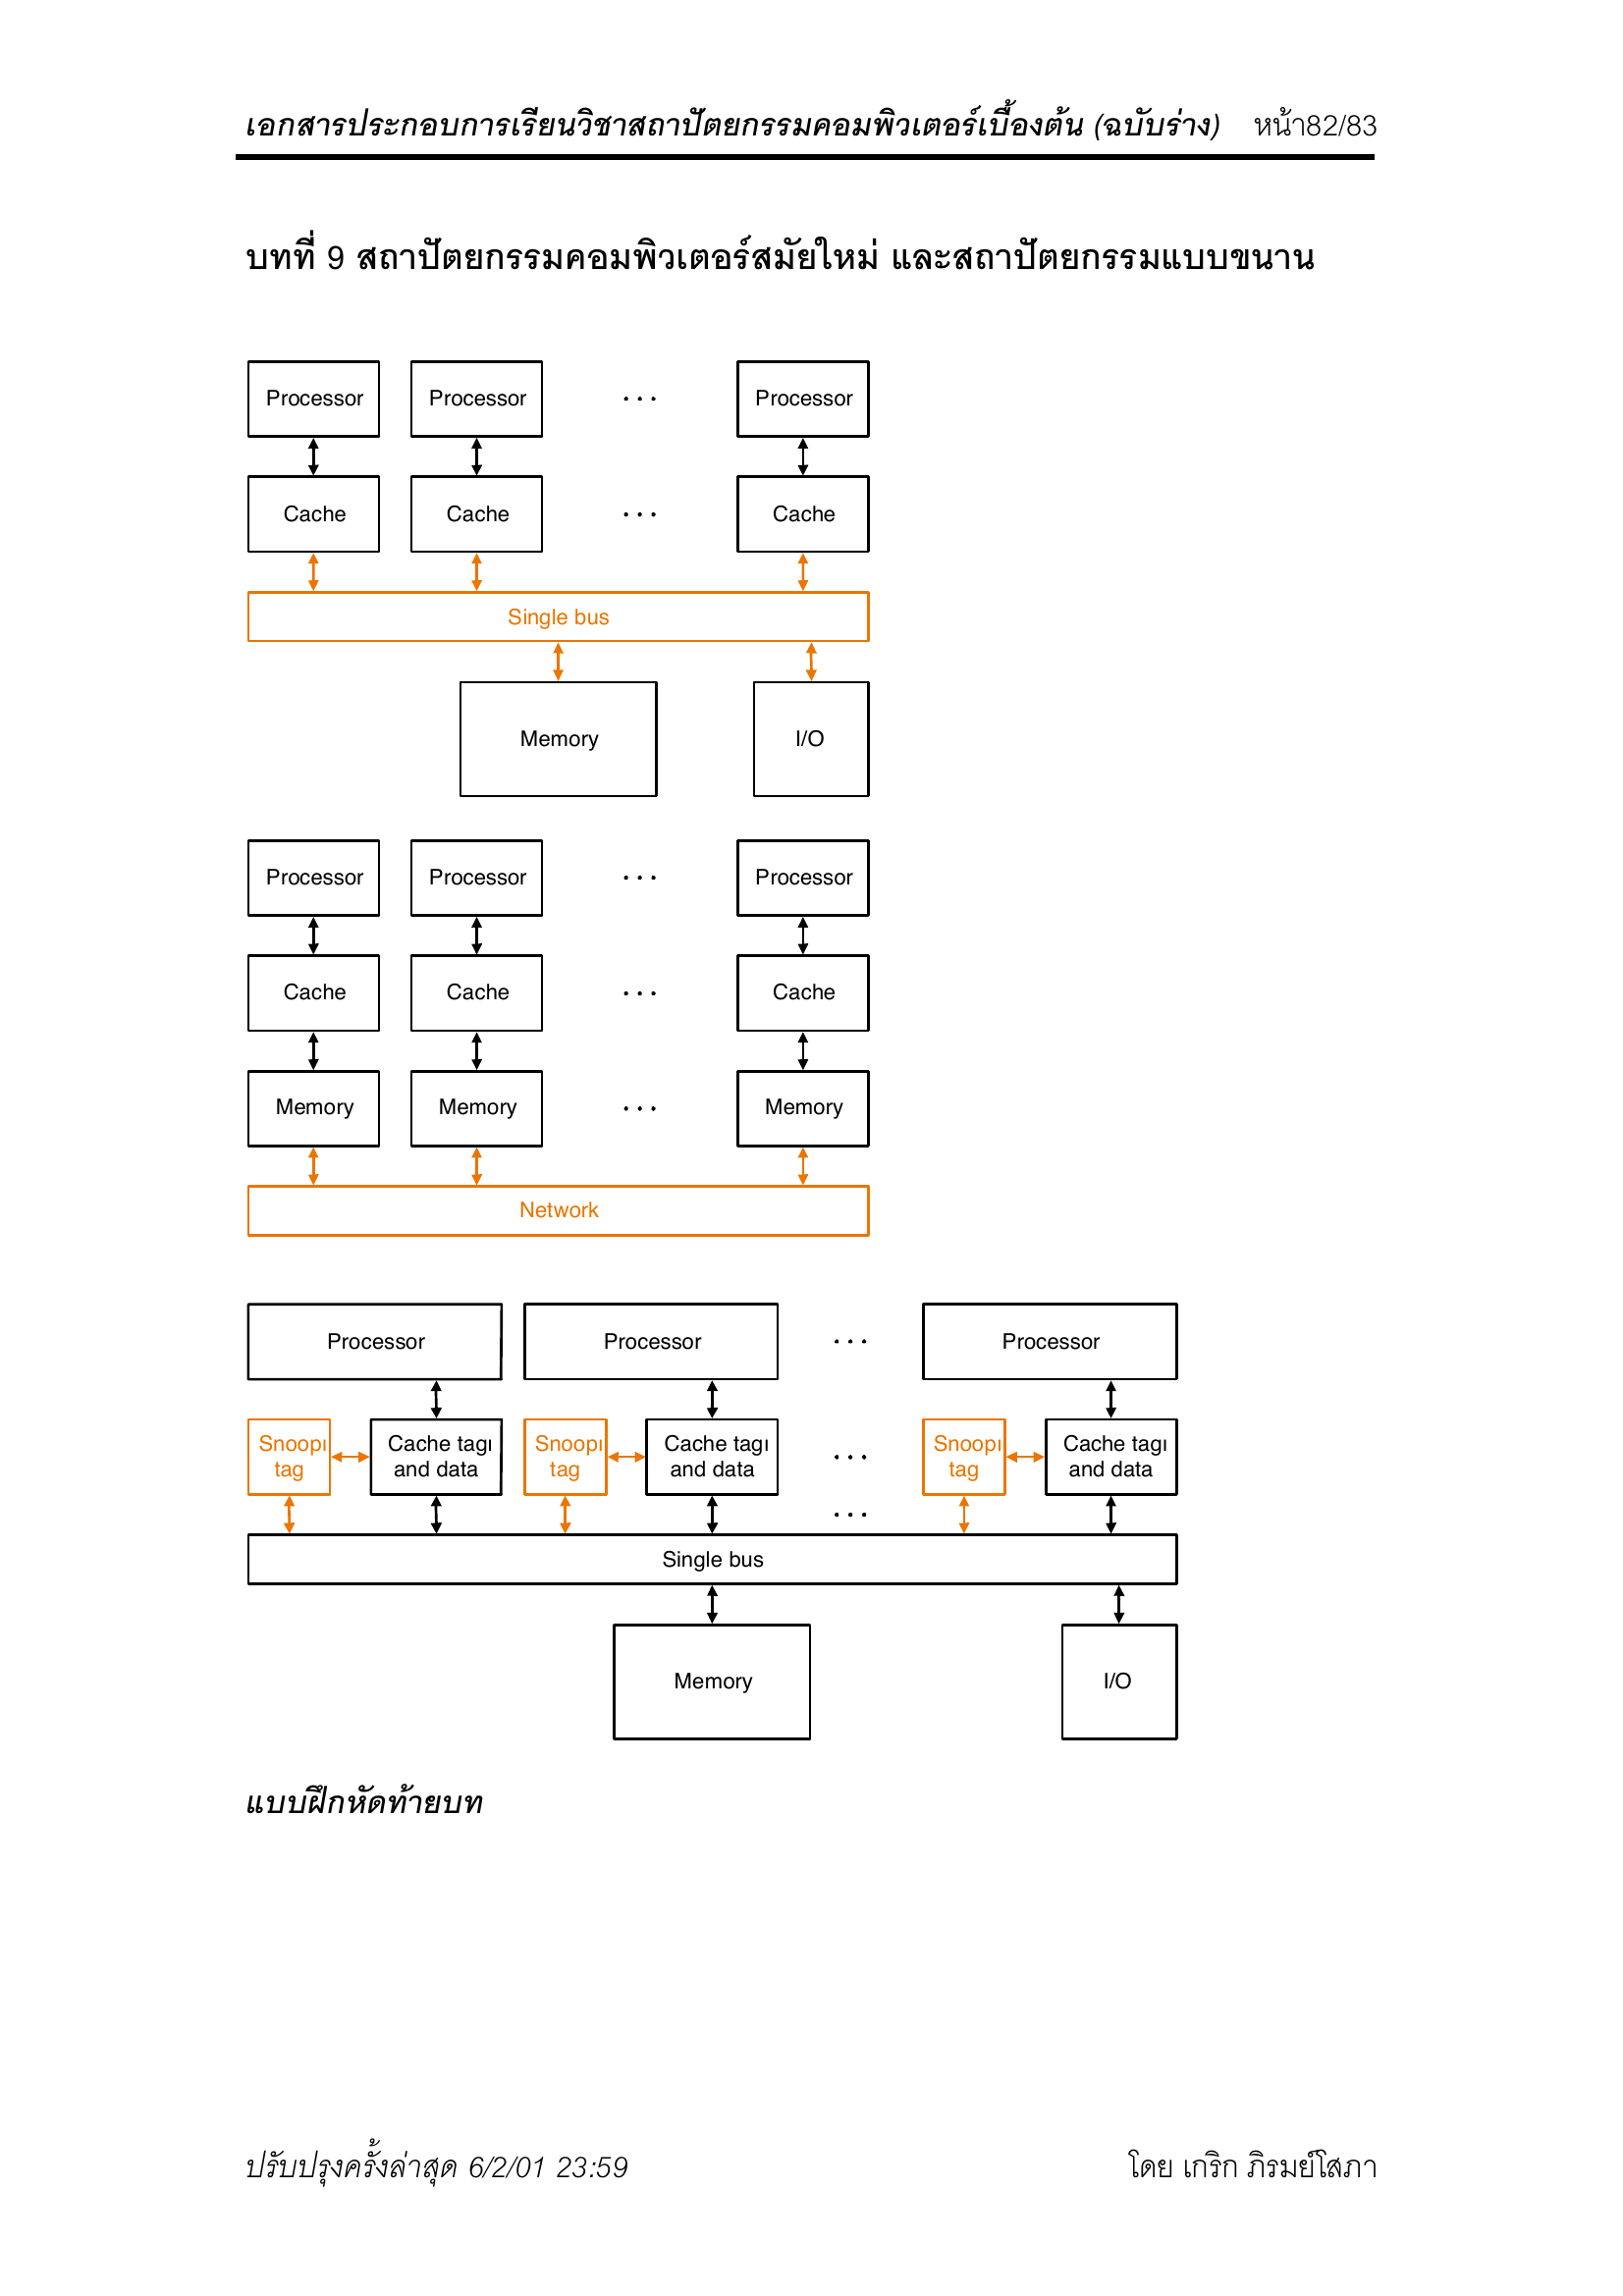 เอกสารประกอบการเรียนวิชาสถาปัตยกรรมคอมพิวเตอร์เบื้องต้น (ฉบับร่าง) หน้า82/83
บทที่ 9 สถาปัตยกรรมคอมพิวเตอร์สมัยใหม่ และสถาปัตยกรรมแบบขนาน
Processor Processor ... Processor
Cache Cache ... Cache
Single bus
Memory I/O
Processor Processor ... Processor
Cache Cache ... Cache
Memory Memory ... Memory
Network
Processor Processor ... Processor
Snoopı Cache tagı Snoopı Cache tagı ... Snoopı Cache tagı
tag and data tag and data tag and data
...
Single bus
Memory I/O
แบบฝึกหัดท้ายบท
ปรับปรุงครั้งล่าสุด 6/2/01 23:59 โดย เกริก ภิรมย์โสภา